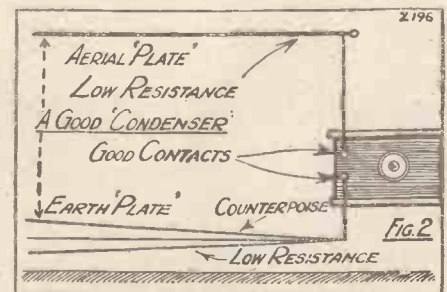 Z196
AERIAL 'PLATE'
LOW RESISTANCE
A GOOD 'CONDENSER'
GOOD CONTACTS
EARTH 'PLATE'
COUNTERPOISE
FIG. 2
LOW RESISTANCE